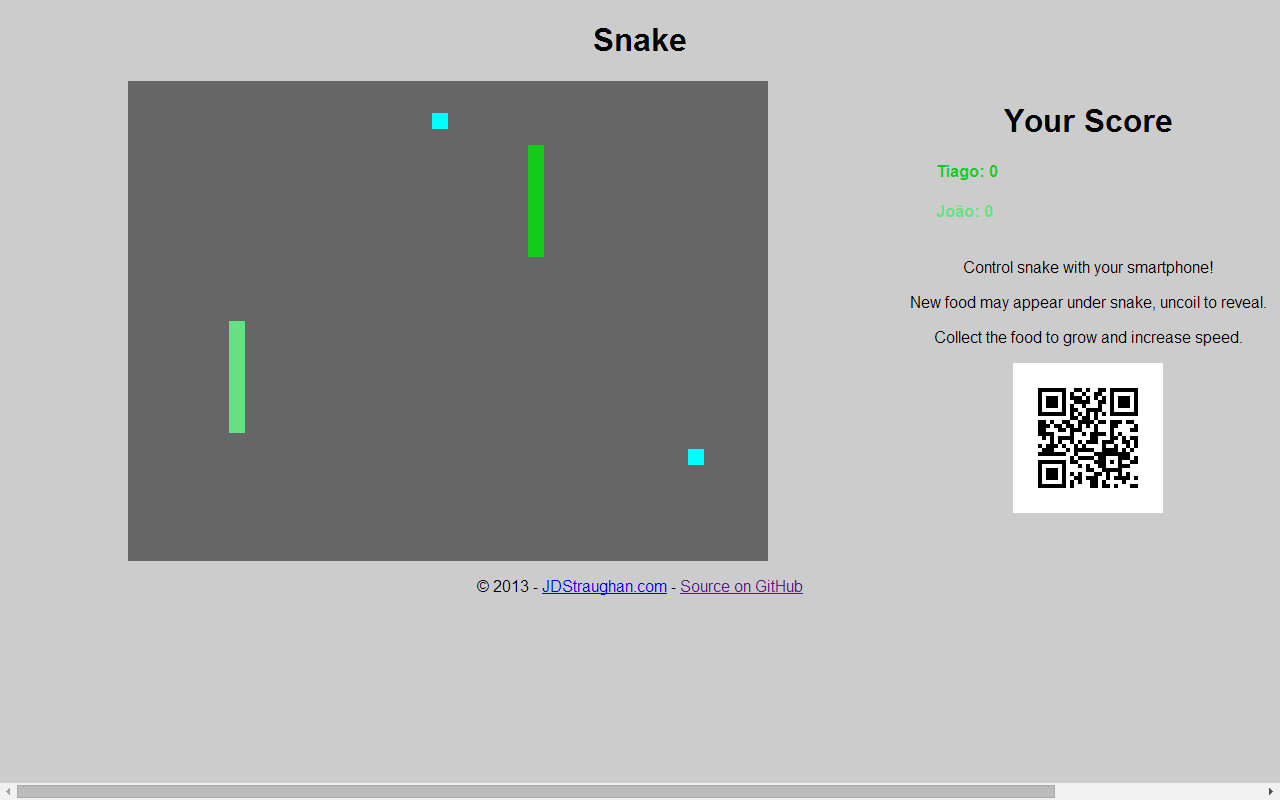 Snake
Your Score
Tiago: 0
João: 0
Control snake with your smartphone!
New food may appear under snake, uncoil to reveal.
Collect the food to grow and increase speed.
© 2013 - JDStraughan.com - Source on GitHub